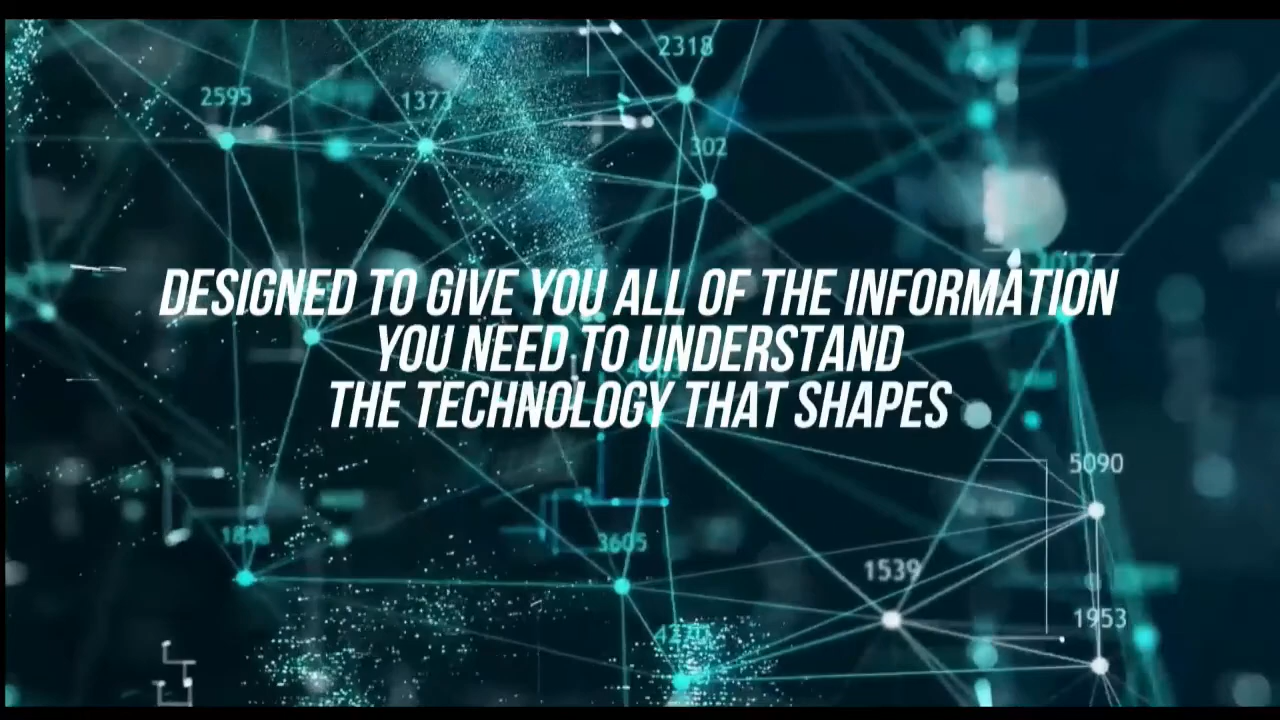 2318
2595
1373
302
DESIGNED TO GIVE YOU ALL OF THE INFORMATION
YOU NEED TO UNDERSTAND
THE TECHNOLOGY THAT SHAPES
5090
3605
1539
1953